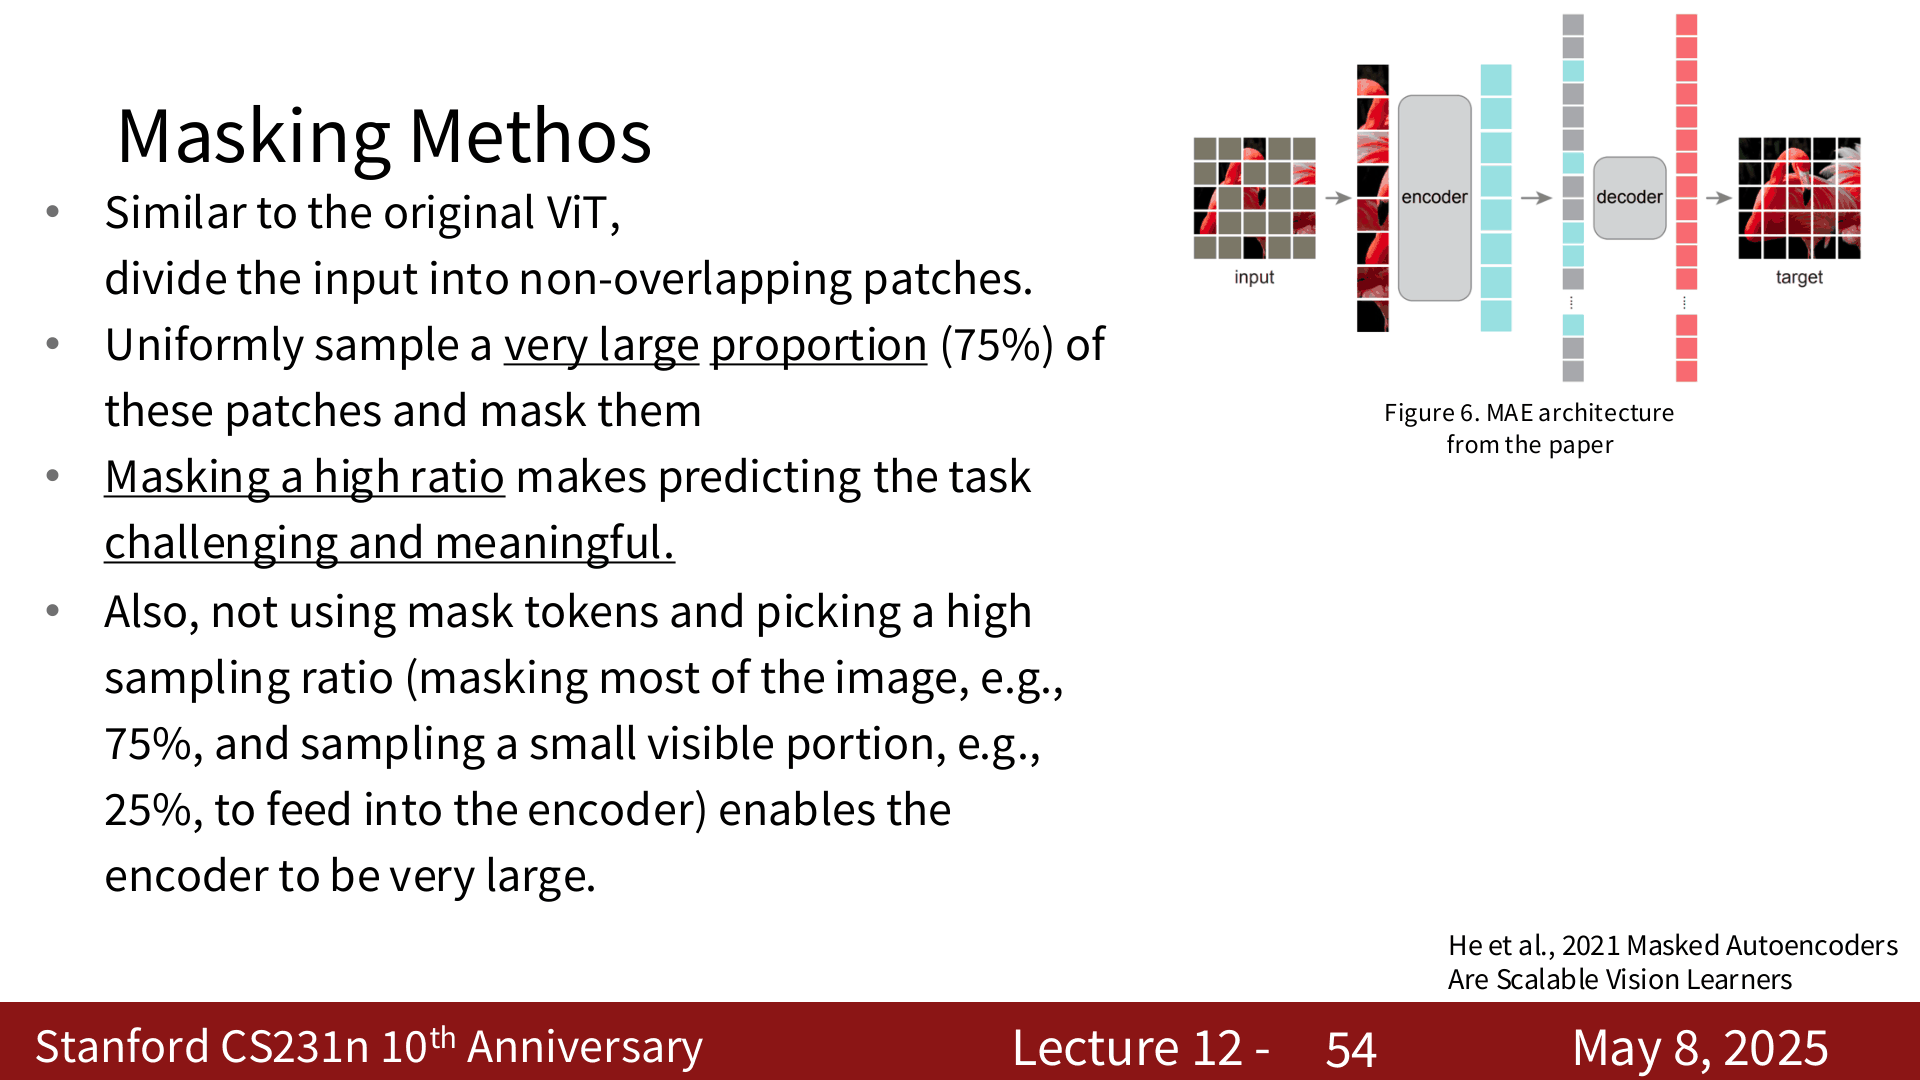 Masking Methos
• Similar to the original ViT,
divide the input into non-overlapping patches.
• Uniformly sample a very large proportion (75%) of
these patches and mask them
• Masking a high ratio makes predicting the task
challenging and meaningful.
• Also, not using mask tokens and picking a high
sampling ratio (masking most of the image, e.g.,
75%, and sampling a small visible portion, e.g.,
25%, to feed into the encoder) enables the
encoder to be very large.
input
encoder
decoder
target
Figure 6. MAE architecture
from the paper
He et al., 2021 Masked Autoencoders
Are Scalable Vision Learners
Stanford CS231n 10th Anniversary
Lecture 12 - 54
May 8, 2025